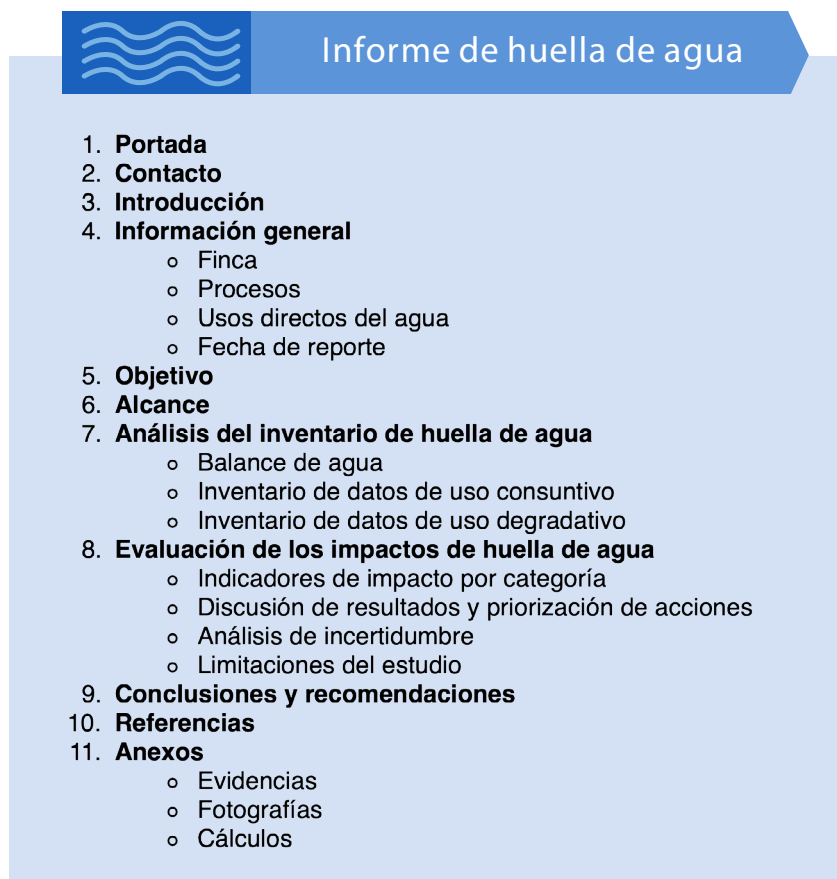 Informe de huella de agua
1. Portada
2. Contacto
3. Introducción
4. Información general
Finca
Procesos
Usos directos del agua
Fecha de reporte
5. Objetivo
6. Alcance
7. Análisis del inventario de huella de agua
Balance de agua
Inventario de datos de uso consuntivo
Inventario de datos de uso degradativo
8. Evaluación de los impactos de huella de agua
Indicadores de impacto por categoría
Discusión de resultados y priorización de acciones
Análisis de incertidumbre
Limitaciones del estudio
9. Conclusiones y recomendaciones
10. Referencias
11. Anexos
Evidencias
Fotografías
Cálculos